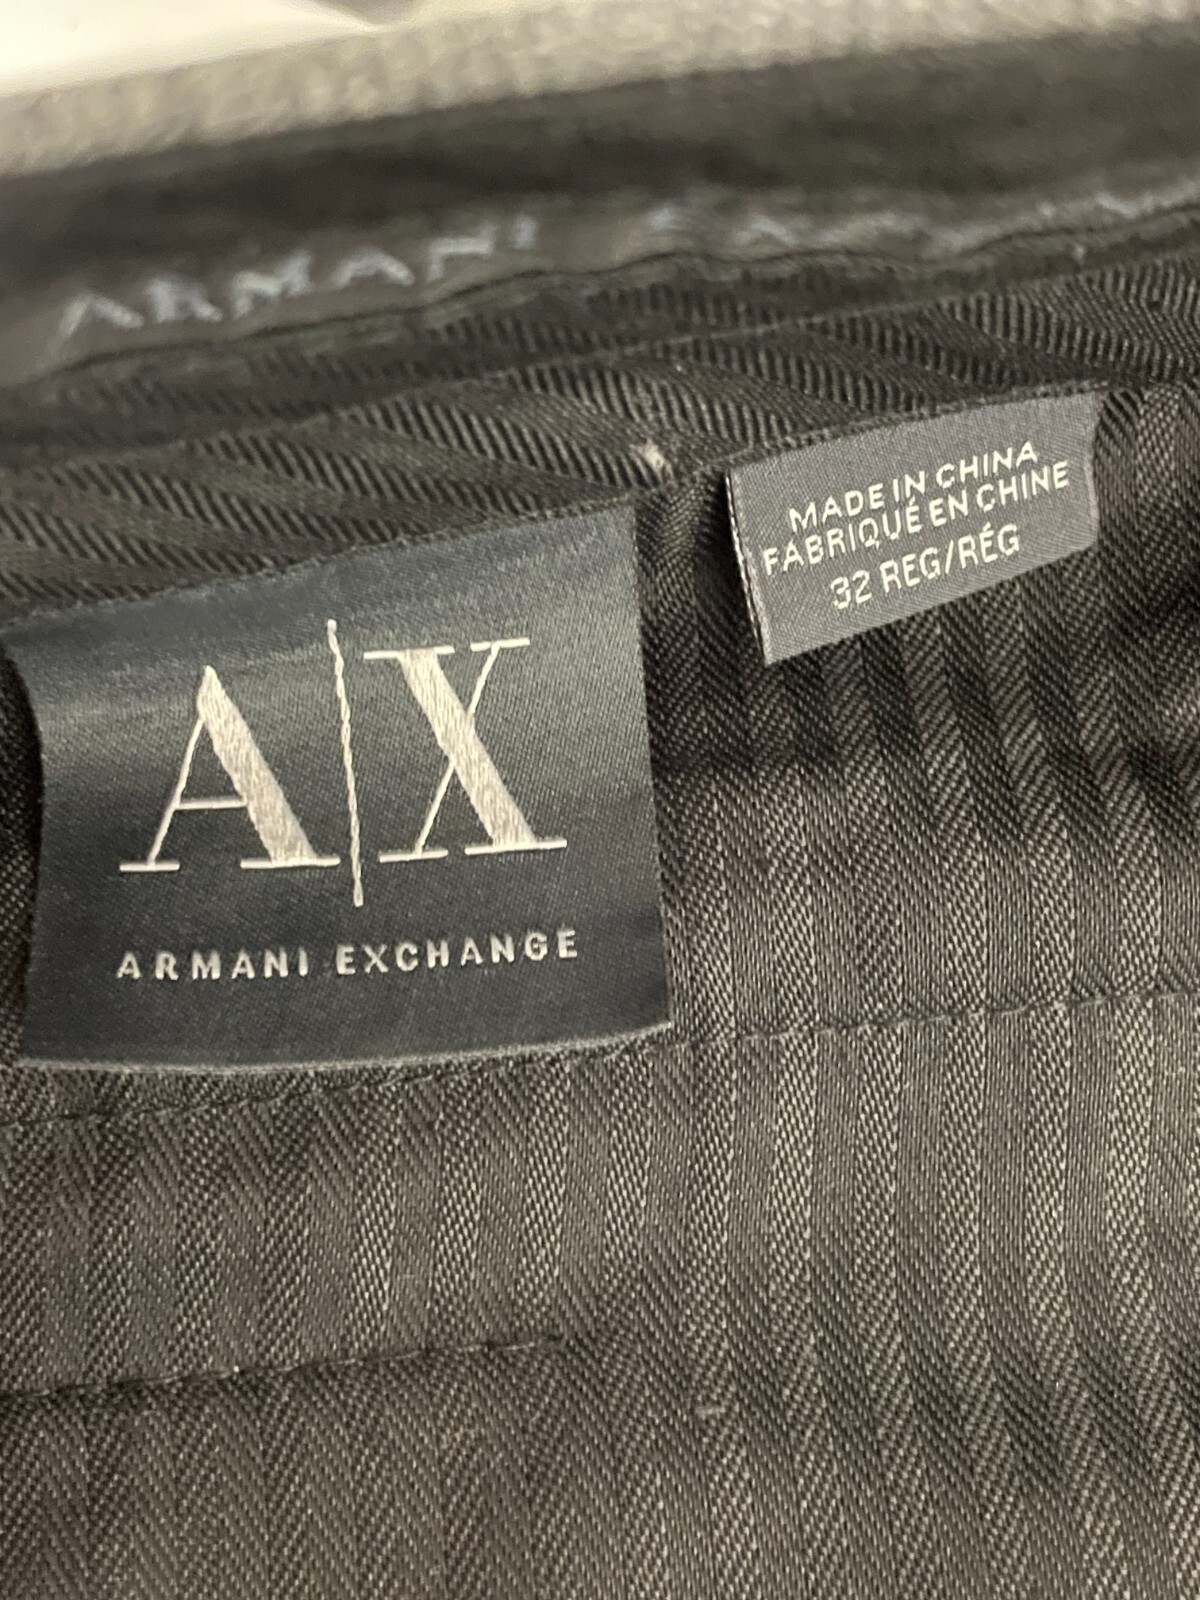 ARMANI
MADE IN CHINA
FABRIQUÉ EN CHINE
32 REG/RÉG
A|X
ARMANI EXCHANGE